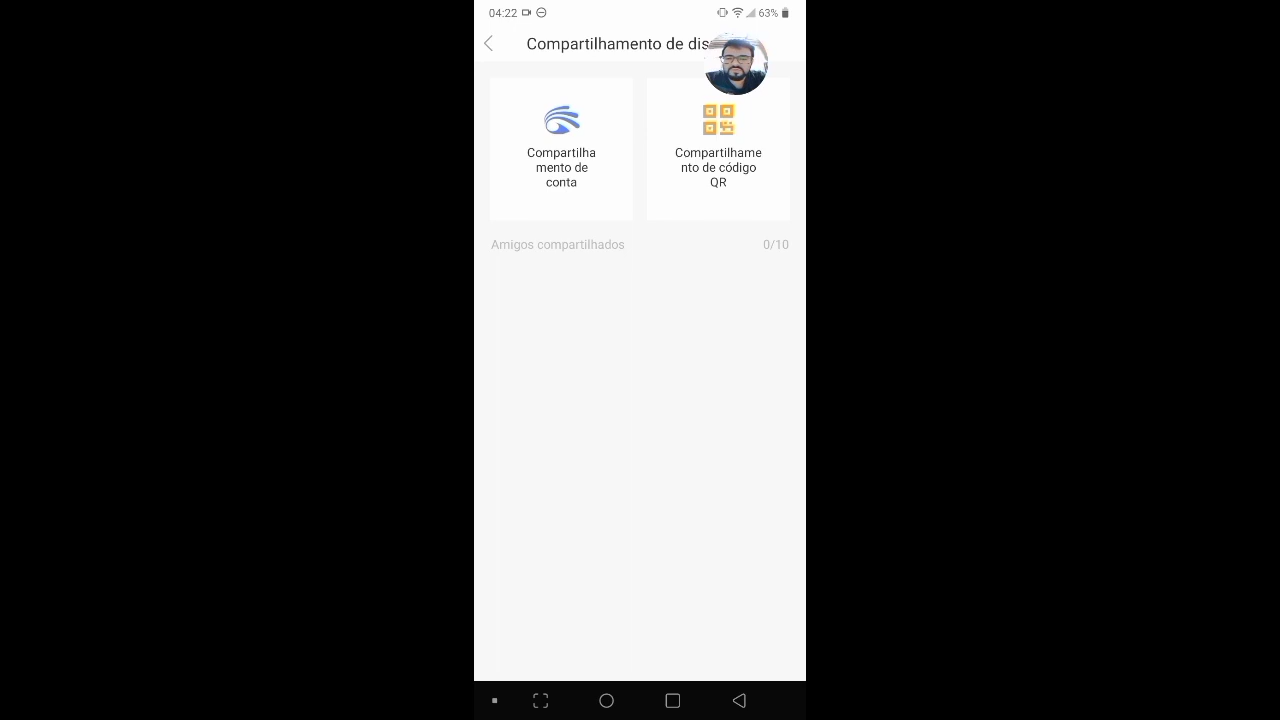 04:22
63%
Compartilhamento de dis
Compartilha
mento de
conta
Compartilhame
nto de código
QR
Amigos compartilhados
0/10